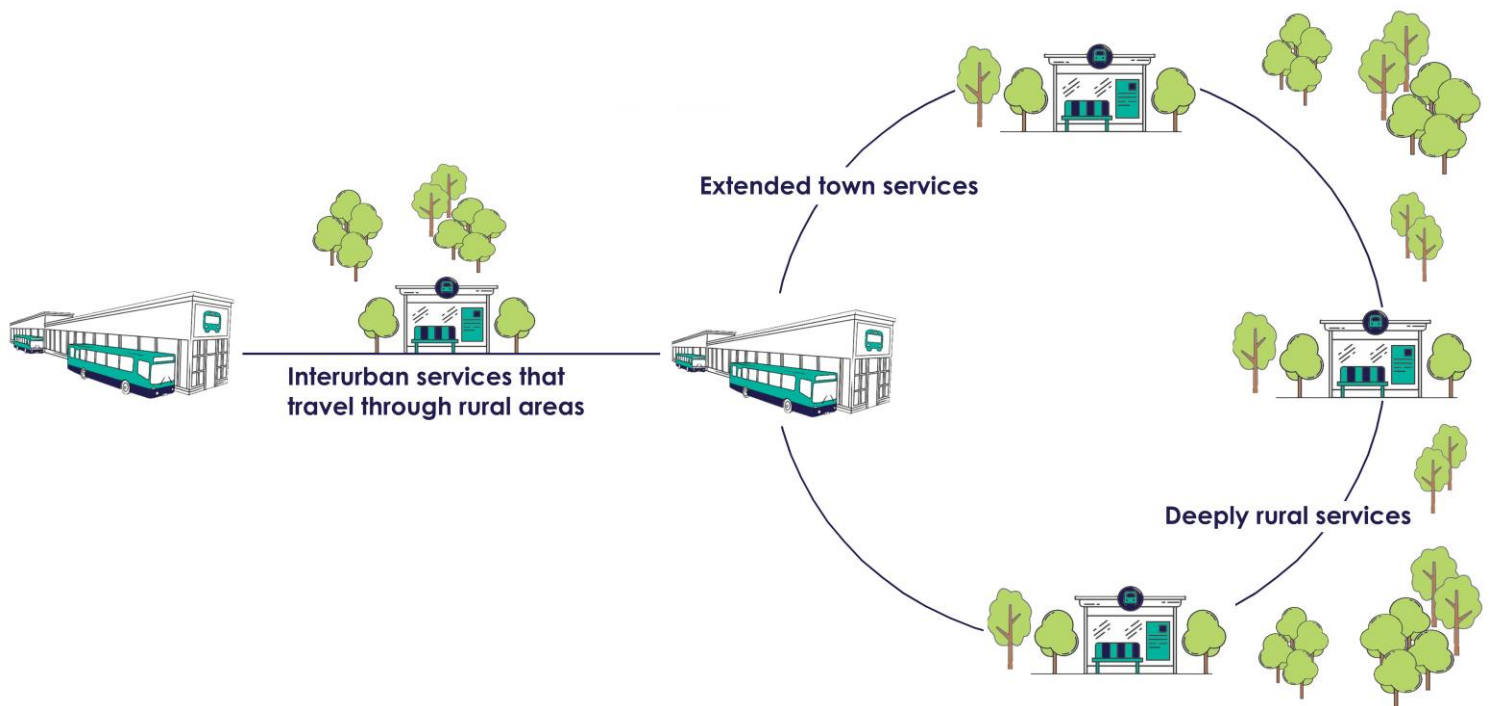 Extended town services
Interurban services that
travel through rural areas
Deeply rural services